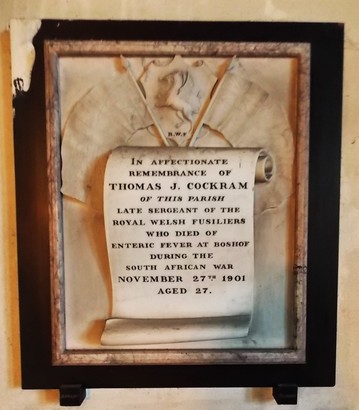 R.W.F
IN AFFECTIONATE
REMEMBRANCE OF
THOMAS J. COCKRAM
OF THIS PARISH
LATE SERGEANT OF THE
ROYAL WELSH FUSILIERS
WHO DIED OF
ENTERIC FEVER AT BOSHOF
DURING THE
SOUTH AFRICAN WAR
NOVEMBER 27TH 1901
AGED 27.